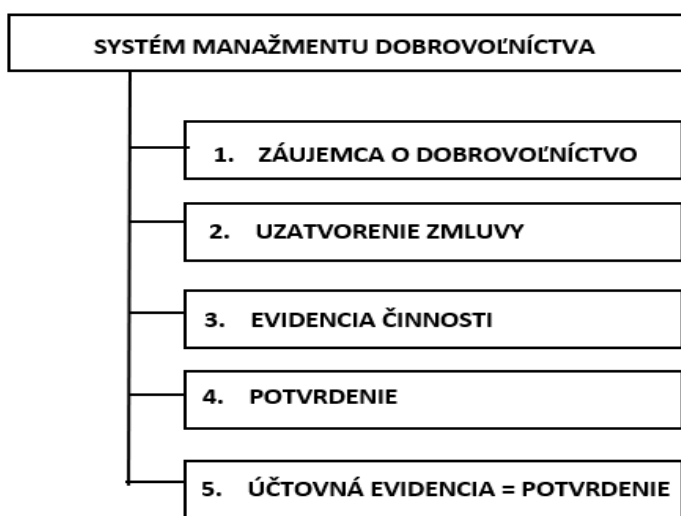 SYSTÉM MANAŽMENTU DOBROVOĽNÍCTVA
1. ZÁUJEMCA O DOBROVOĽNÍCTVO
2. UZATVORENIE ZMLUVY
3. EVIDENCIA ČINNOSTI
4. POTVRDENIE
5. ÚČTOVNÁ EVIDENCIA = POTVRDENIE